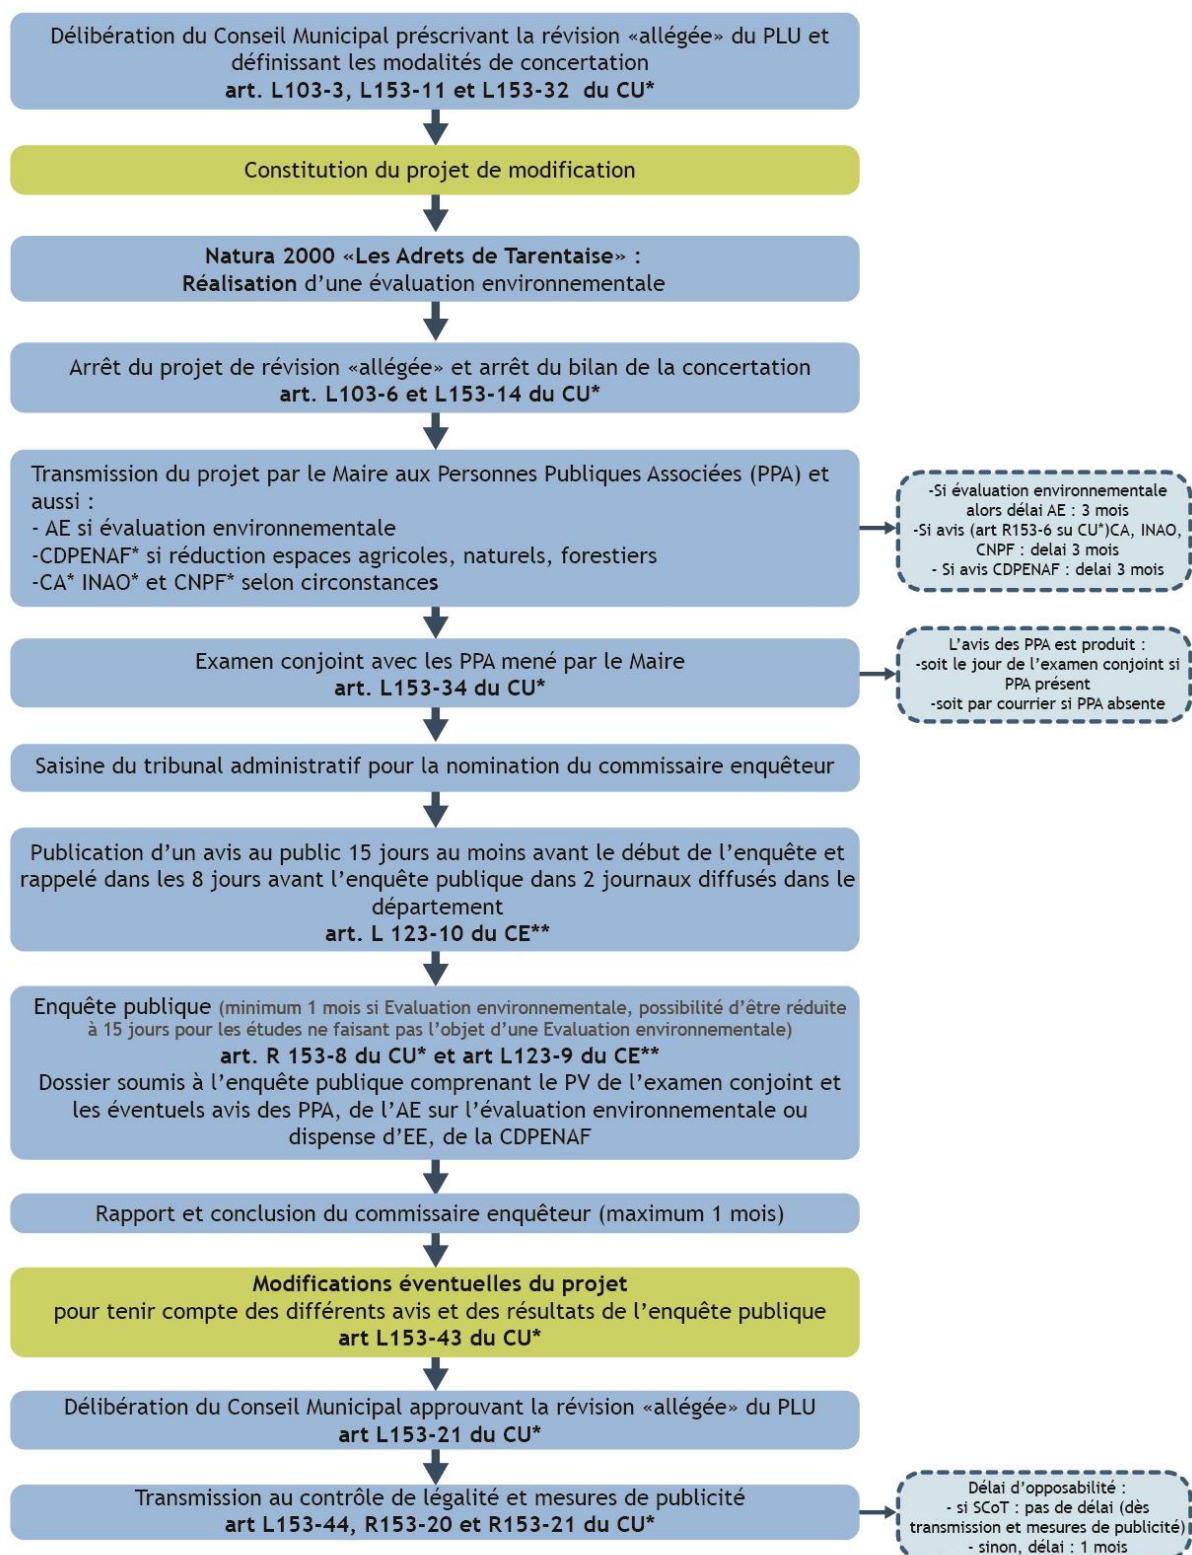 Délibération du Conseil Municipal préscrivant la révision «allégée» du PLU et
définissant les modalités de concertation
art. L103-3, L153-11 et L153-32 du CU*
Constitution du projet de modification
Natura 2000 «Les Adrets de Tarentaise» :
Réalisation d’une évaluation environnementale
Arrêt du projet de révision «allégée» et arrêt du bilan de la concertation
art. L103-6 et L153-14 du CU*
Transmission du projet par le Maire aux Personnes Publiques Associées (PPA) et
aussi :
- AE si évaluation environnementale
-CDPENAF* si réduction espaces agricoles, naturels, forestiers
-CA* INAO* et CNPF* selon circonstances
-Si évaluation environnementale
alors délai AE : 3 mois
-Si avis (art R153-6 su CU*)CA, INAO,
CNPF : delai 3 mois
- Si avis CDPENAF : delai 3 mois
Examen conjoint avec les PPA mené par le Maire
art. L153-34 du CU*
L’avis des PPA est produit :
-soit le jour de l’examen conjoint si
PPA présent
-soit par courrier si PPA absente
Saisine du tribunal administratif pour la nomination du commissaire enquêteur
Publication d’un avis au public 15 jours au moins avant le début de l’enquête et
rappelé dans les 8 jours avant l’enquête publique dans 2 journaux diffusés dans le
département
art. L 123-10 du CE**
Enquête publique (minimum 1 mois si Evaluation environnementale, possibilité d’être réduite
à 15 jours pour les études ne faisant pas l’objet d’une Evaluation environnementale)
art. R 153-8 du CU* et art L123-9 du CE**
Dossier soumis à l’enquête publique comprenant le PV de l’examen conjoint et
les éventuels avis des PPA, de l’AE sur l’évaluation environnementale ou
dispense d’EE, de la CDPENAF
Rapport et conclusion du commissaire enquêteur (maximum 1 mois)
Modifications éventuelles du projet
pour tenir compte des différents avis et des résultats de l’enquête publique
art L153-43 du CU*
Délibération du Conseil Municipal approuvant la révision «allégée» du PLU
art L153-21 du CU*
Transmission au contrôle de légalité et mesures de publicité
art L153-44, R153-20 et R153-21 du CU*
Délai d’opposabilité :
- si SCoT : pas de délai (dès
transmission et mesures de publicité)
- sinon, délai : 1 mois